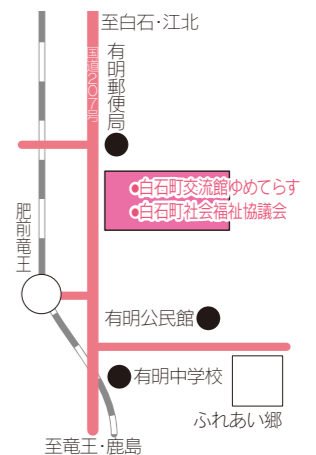 至白石・江北
国道207号
有明郵便局
白石町交流館ゆめてらす
白石町社会福祉協議会
肥前竜王
有明公民館
有明中学校
ふれあい郷
至竜王・鹿島